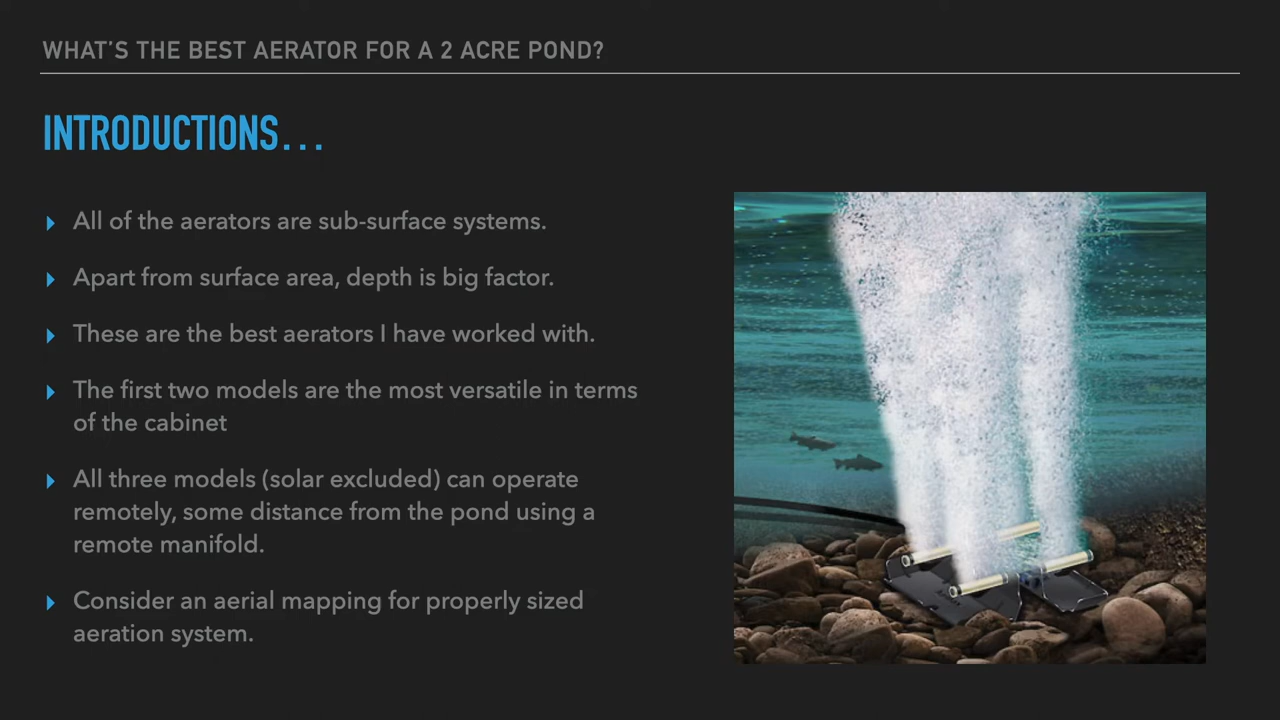 WHAT'S THE BEST AERATOR FOR A 2 ACRE POND?
INTRODUCTIONS...
All of the aerators are sub-surface systems.
Apart from surface area, depth is big factor.
These are the best aerators I have worked with.
The first two models are the most versatile in terms
of the cabinet
All three models (solar excluded) can operate
remotely, some distance from the pond using a
remote manifold.
Consider an aerial mapping for properly sized
aeration system.